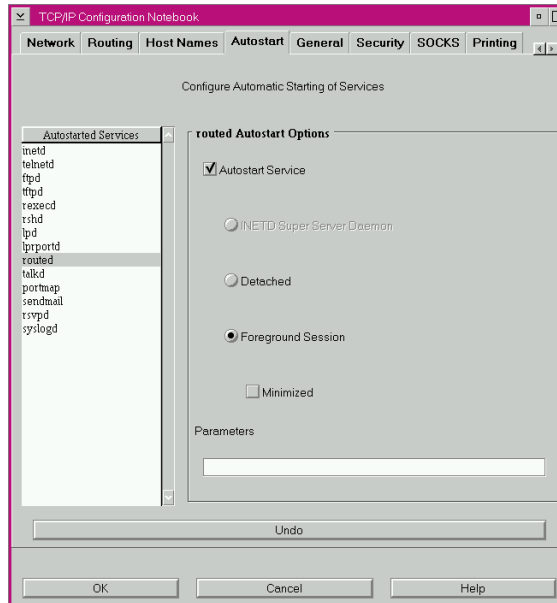 TCP/IP Configuration Notebook
Network Routing Host Names Autostart General Security SOCKS Printing
Configure Automatic Starting of Services
Autostarted Services
inetd
telnetd
ftpd
tftpd
rexecd
rshd
lpd
lprportd
routed
talkd
portmap
sendmail
rsvpd
syslogd
routed Autostart Options
Autostart Service
INETD Super Server Daemon
Detached
Foreground Session
Minimized
Parameters
Undo
OK Cancel Help